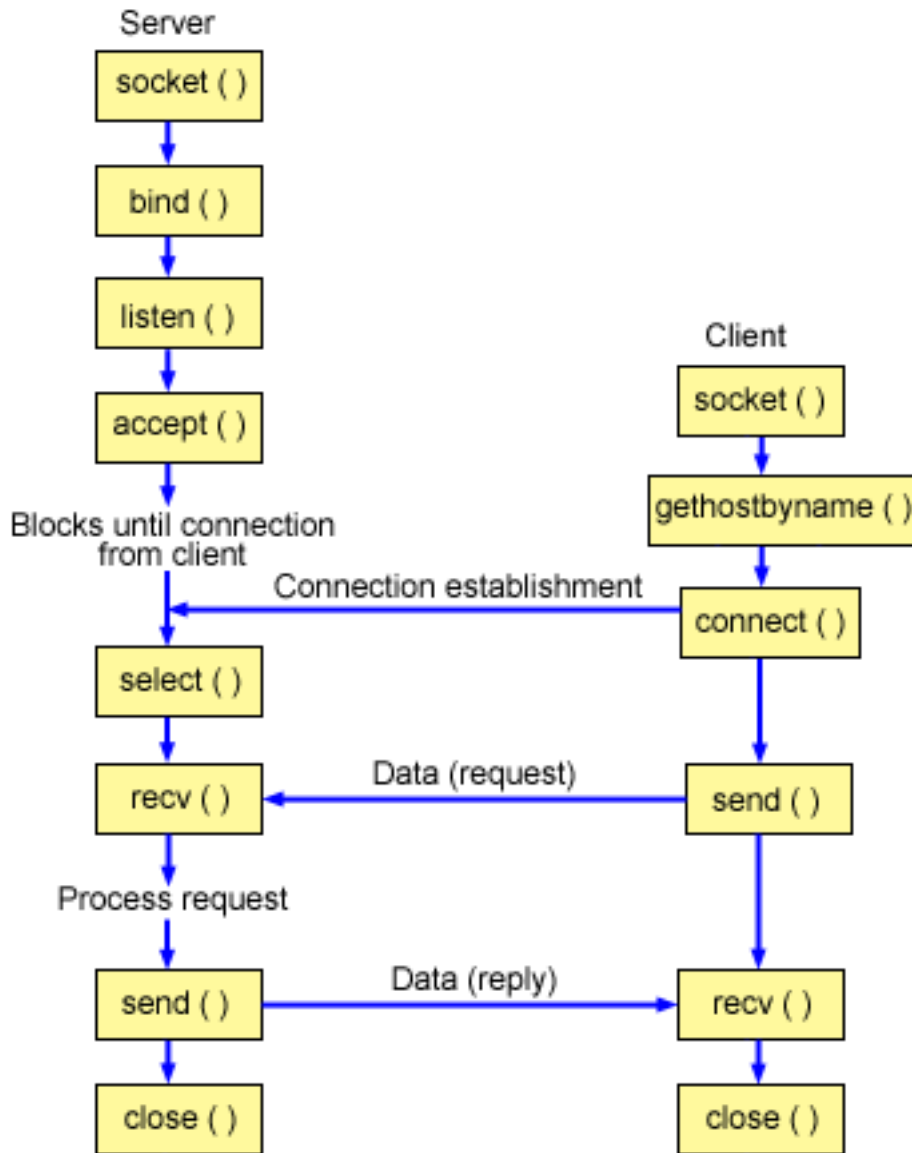 Server
socket ( )
bind ( )
listen ( )
accept ( )
Blocks until connection
from client
select ( )
recv ( )
Process request
send ( )
close ( )
Client
socket ( )
gethostbyname ( )
connect ( )
send ( )
recv ( )
close ( )
Connection establishment
Data (request)
Data (reply)